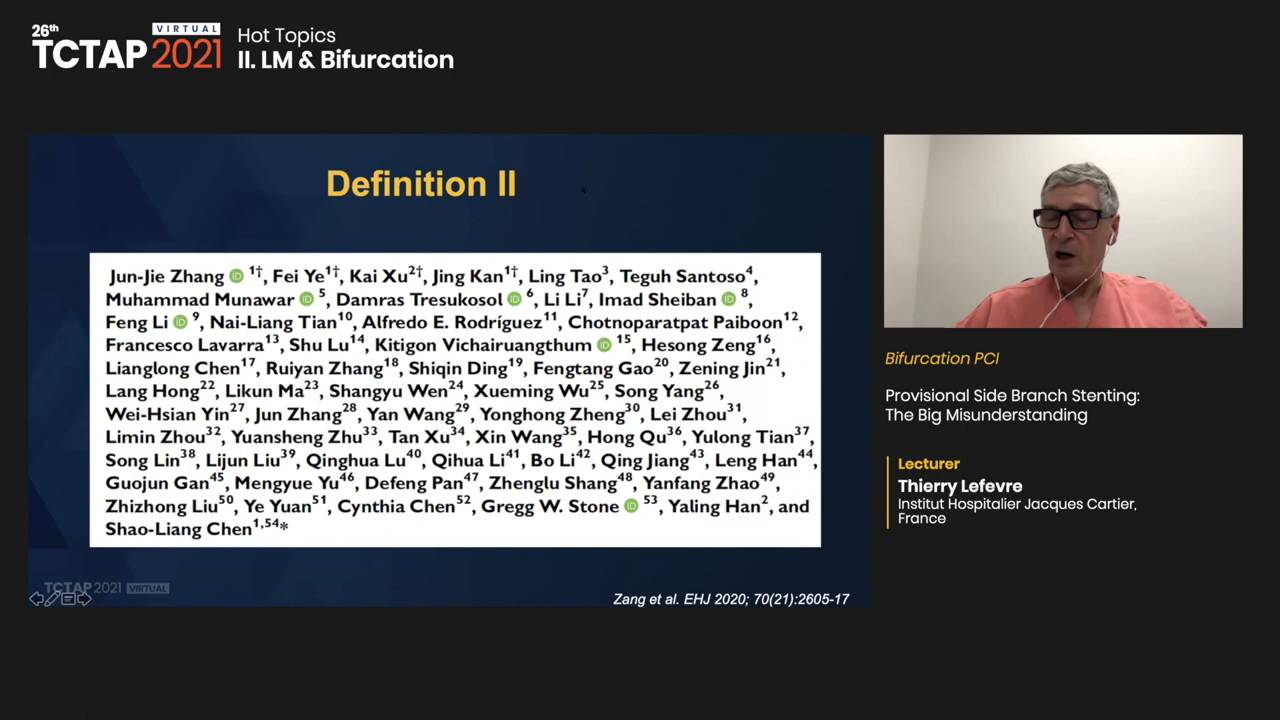 26th
VIRTUAL
TCTAP 2021
Hot Topics
II. LM & Bifurcation
Definition II
Jun-Jie Zhang iD 1†, Fei Ye1†, Kai Xu2†, Jing Kan1†, Ling Tao3, Teguh Santoso4,
Muhammad Munawar iD 5, Damras Tresukosol iD 6, Li Li7, Imad Sheiban iD 8,
Feng Li iD 9, Nai-Liang Tian10, Alfredo E. Rodríguez11, Chotnoparatpat Paiboon12,
Francesco Lavarra13, Shu Lu14, Kitigon Vichairuangthum iD 15, Hesong Zeng16,
Lianglong Chen17, Ruiyan Zhang18, Shiqin Ding19, Fengtang Gao20, Zening Jin21,
Lang Hong22, Likun Ma23, Shangyu Wen24, Xueming Wu25, Song Yang26,
Wei-Hsian Yin27, Jun Zhang28, Yan Wang29, Yonghong Zheng30, Lei Zhou31,
Limin Zhou32, Yuansheng Zhu33, Tan Xu34, Xin Wang35, Hong Qu36, Yulong Tian37,
Song Lin38, Lijun Liu39, Qinghua Lu40, Qihua Li41, Bo Li42, Qing Jiang43, Leng Han44,
Guojun Gan45, Mengyue Yu46, Defeng Pan47, Zhenglu Shang48, Yanfang Zhao49,
Zhizhong Liu50, Ye Yuan51, Cynthia Chen52, Gregg W. Stone iD 53, Yaling Han2, and
Shao-Liang Chen1,54*
TCTAP 2021 VIRTUAL
Zang et al. EHJ 2020; 70(21):2605-17
Bifurcation PCI
Provisional Side Branch Stenting:
The Big Misunderstanding
Lecturer
Thierry Lefevre
Institut Hospitalier Jacques Cartier,
France